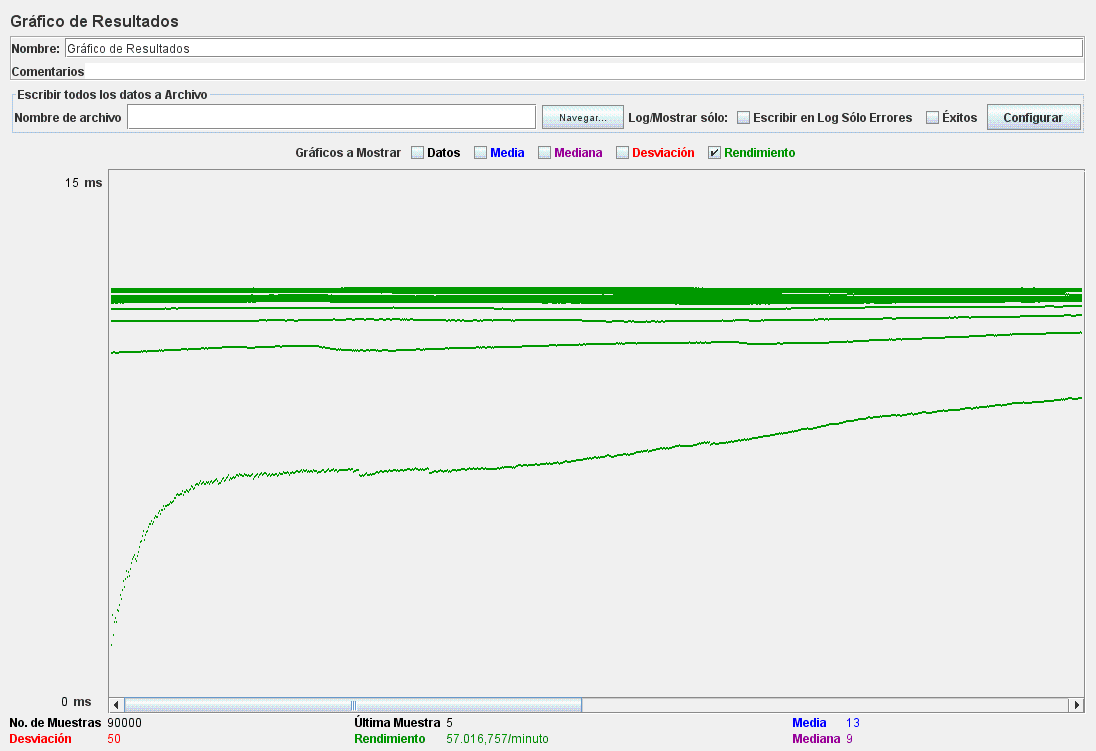 Gráfico de Resultados
Nombre: Gráfico de Resultados
Comentarios
Escribir todos los datos a Archivo
Nombre de archivo Navegar... Log/Mostrar sólo: Escribir en Log Sólo Errores Éxitos Configurar
Gráficos a Mostrar Datos Media Mediana Desviación Rendimiento
15 ms
0 ms
No. de Muestras 90000 Última Muestra 5 Media 13
Desviación 50 Rendimiento 57.016,757/minuto Mediana 9